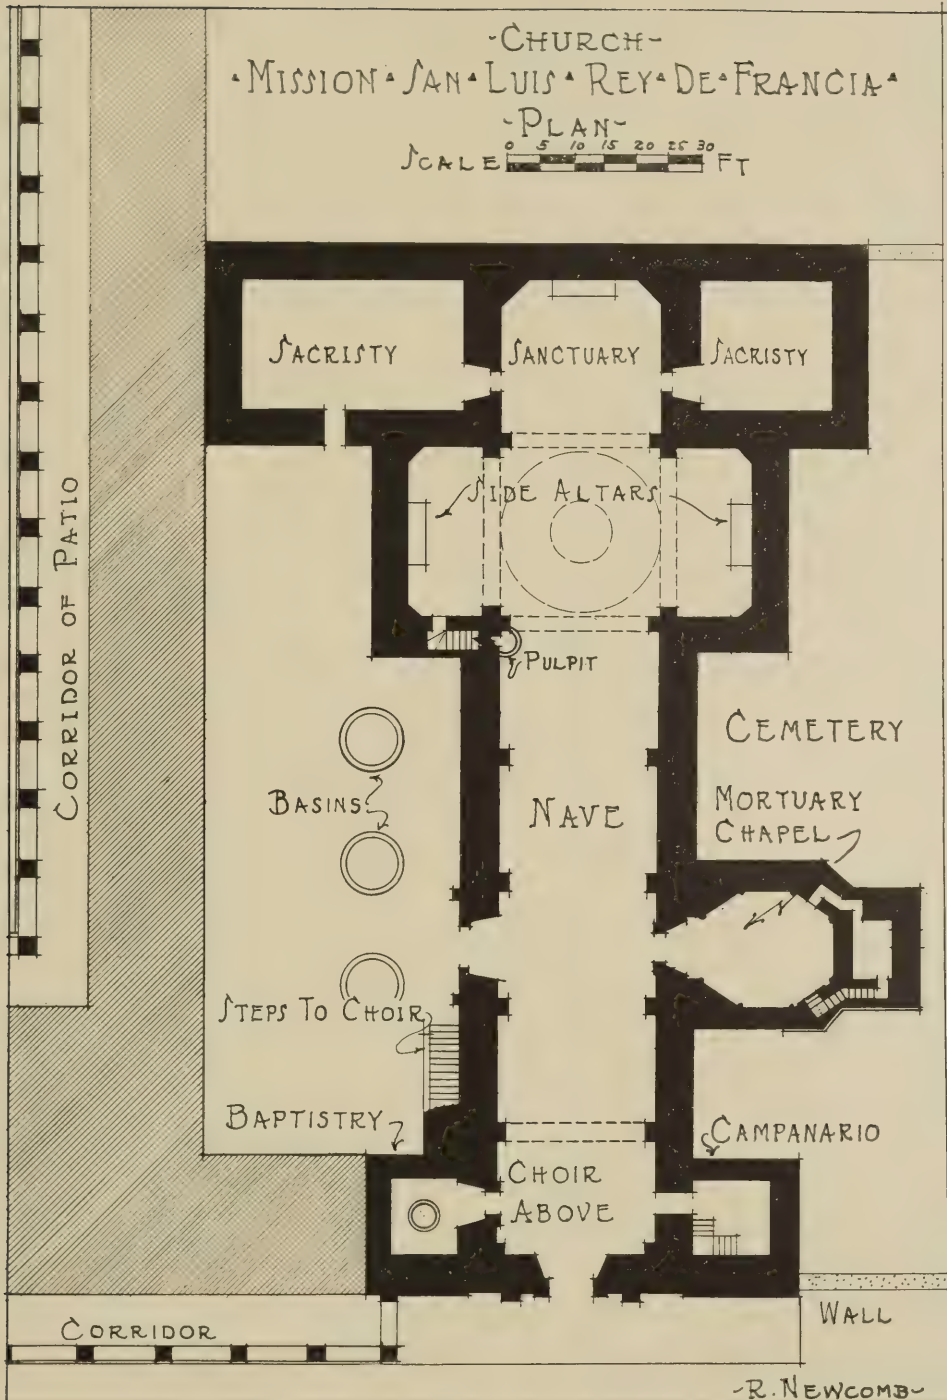 -CHURCH-
MISSION SAN LUIS REY DE FRANCIA
-PLAN-
0 5 10 15 20 25 30
SCALE FT
SACRISTY
SANCTUARY
SACRISTY
SIDE ALTARS
CORRIDOR OF PATIO
PULPIT
CEMETERY
BASINS
NAVE
MORTUARY
CHAPEL
STEPS TO CHOIR
BAPTISTRY
CAMPANARIO
CHOIR
ABOVE
WALL
CORRIDOR
-R. NEWCOMB-